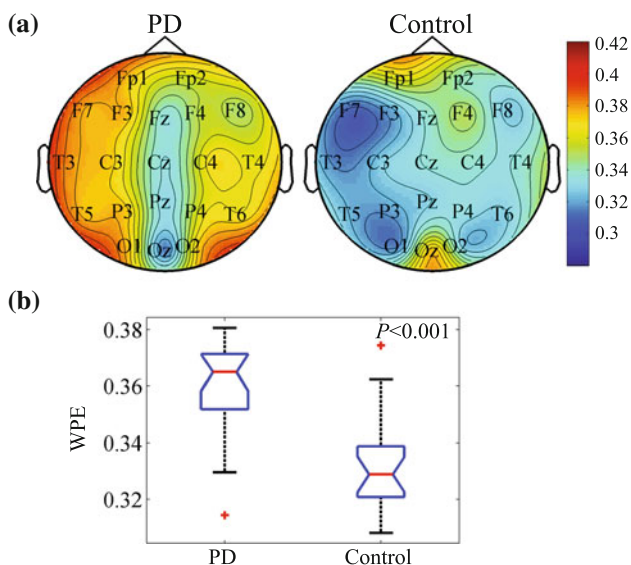 (a) PD Control
Fp1 Fp2 Fp1 Fp2 0.42
F7 F3 Fz F4 F8 F7 F3 Fz F4 F8 0.4
0.38
T3 C3 Cz C4 T4 T3 C3 Cz C4 T4 0.36
0.34
T5 P3 Pz P4 T6 T5 P3 Pz P4 T6 0.32
O1 Oz O2 O1 Oz O2 0.3
(b)
0.38 P<0.001
0.36
WPE
0.34
0.32
PD Control